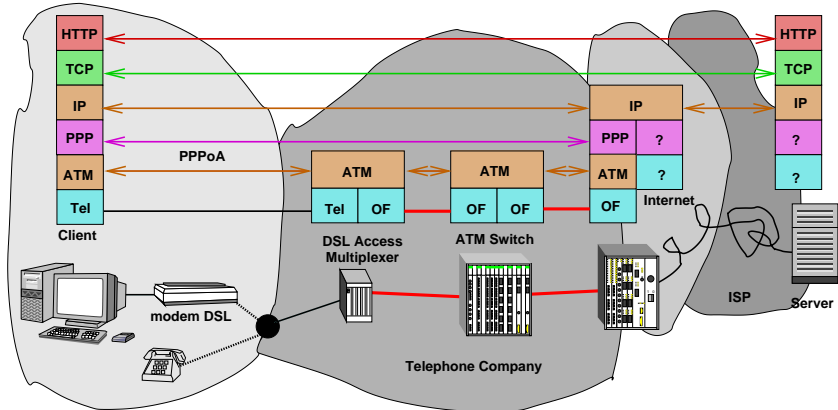 HTTP
HTTP
TCP
TCP
IP
IP
IP
PPP
PPPoA
PPP
?
?
ATM
ATM
ATM
ATM
?
?
Tel
Tel
OF
OF
OF
OF
Internet
Client
DSL Access
Multiplexer
ATM Switch
modem DSL
ISP
Server
Telephone Company